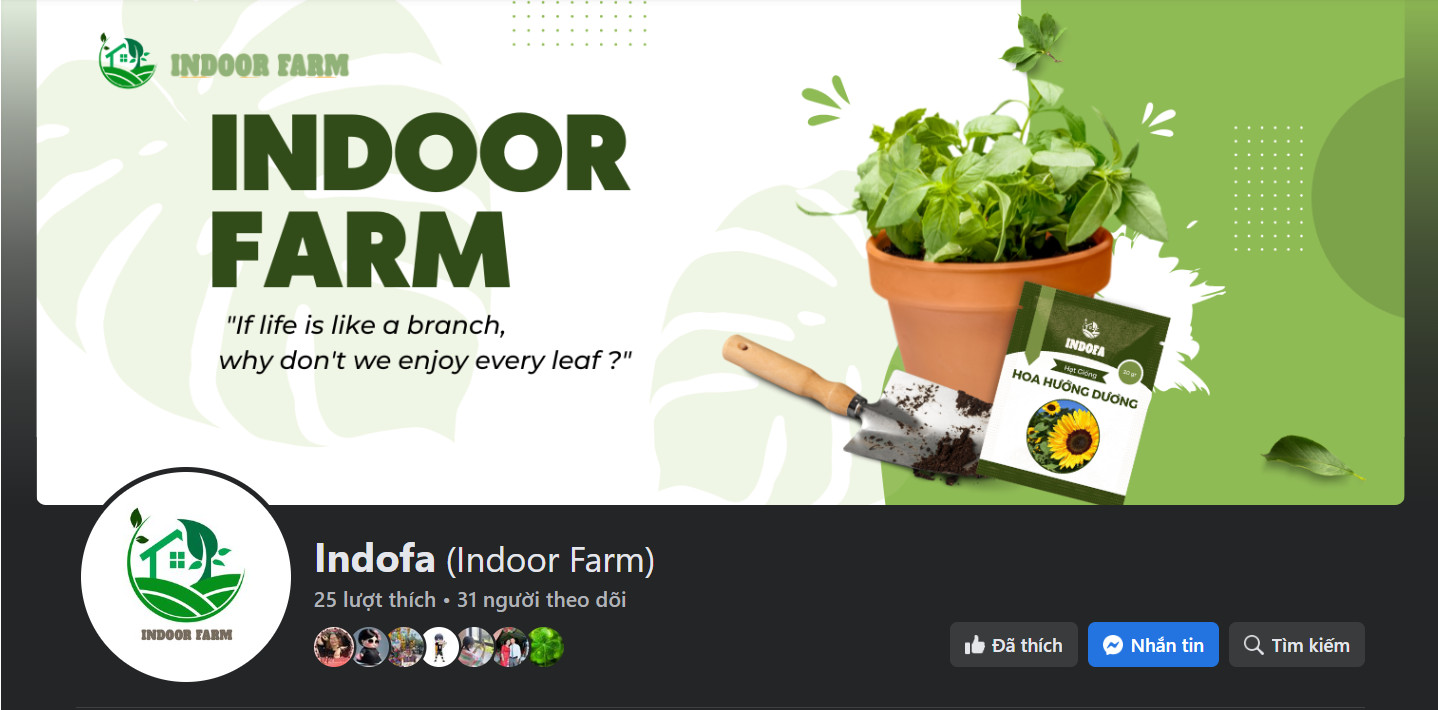 INDOOR FARM
INDOOR
FARM
"If life is like a branch,
why don't we enjoy every leaf ?"
INDOFA
Hạt Giống
20 gr
HOA HƯỚNG DƯƠNG
INDOOR FARM
Indofa (Indoor Farm)
25 lượt thích • 31 người theo dõi
Đã thích
Nhắn tin
Tìm kiếm